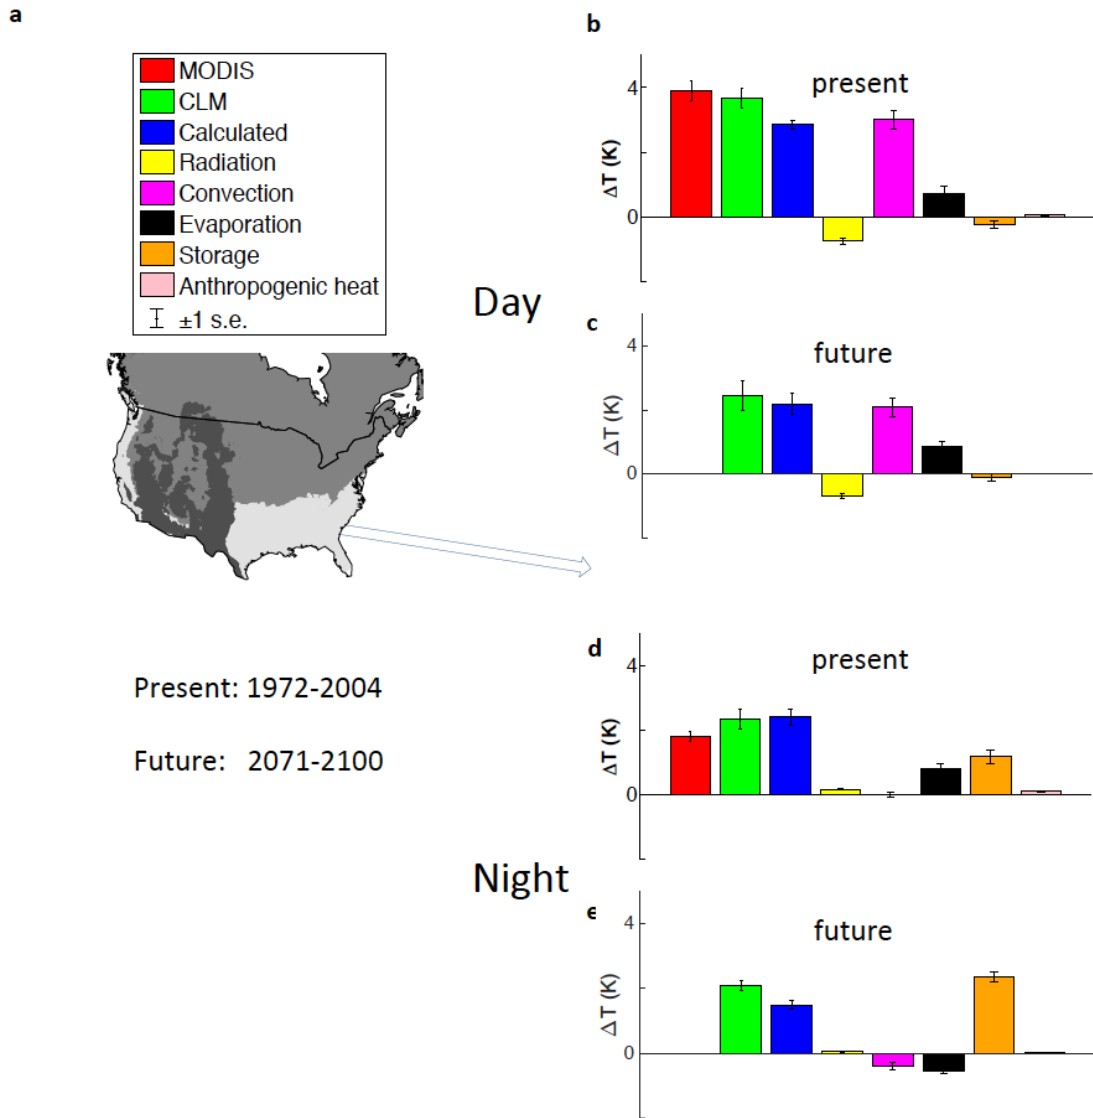 a
MODIS
CLM
Calculated
Radiation
Convection
Evaporation
Storage
Anthropogenic heat
±1 s.e.
Present: 1972-2004
Future: 2071-2100
Day
b
present
4
0
ΔT (K)
c
future
4
0
ΔT (K)
Night
d
present
4
0
ΔT (K)
e
future
4
0
ΔT (K)